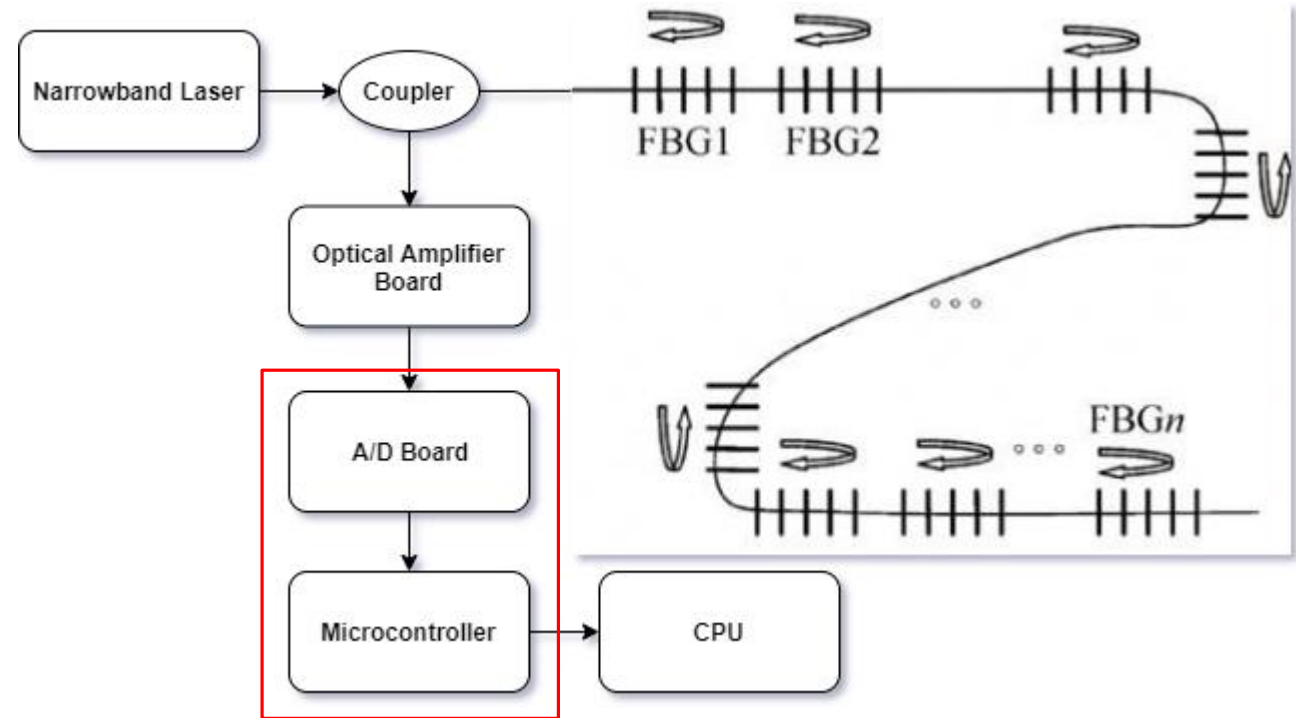 Narrowband Laser
Coupler
FBG1
FBG2
Optical Amplifier
Board
A/D Board
FBGn
Microcontroller
CPU